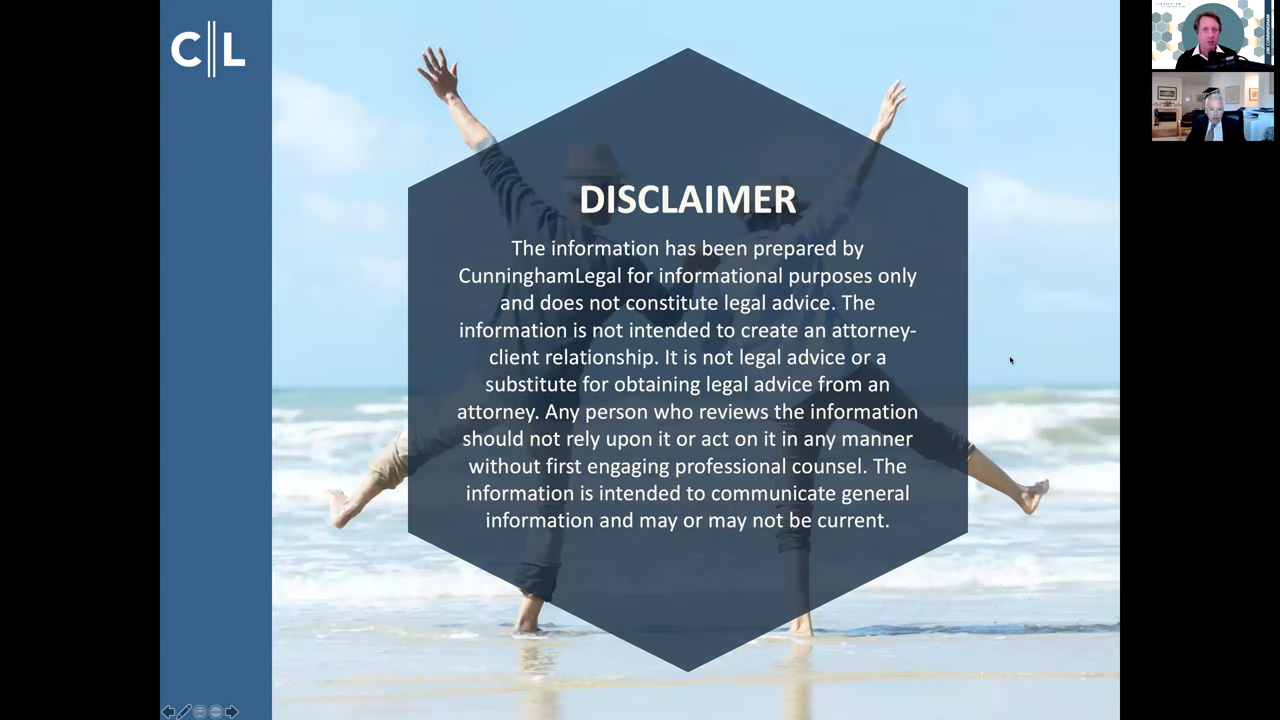 C L
DISCLAIMER
The information has been prepared by
CunninghamLegal for informational purposes only
and does not constitute legal advice. The
information is not intended to create an attorney-
client relationship. It is not legal advice or a
substitute for obtaining legal advice from an
attorney. Any person who reviews the information
should not rely upon it or act on it in any manner
without first engaging professional counsel. The
information is intended to communicate general
information and may or may not be current.